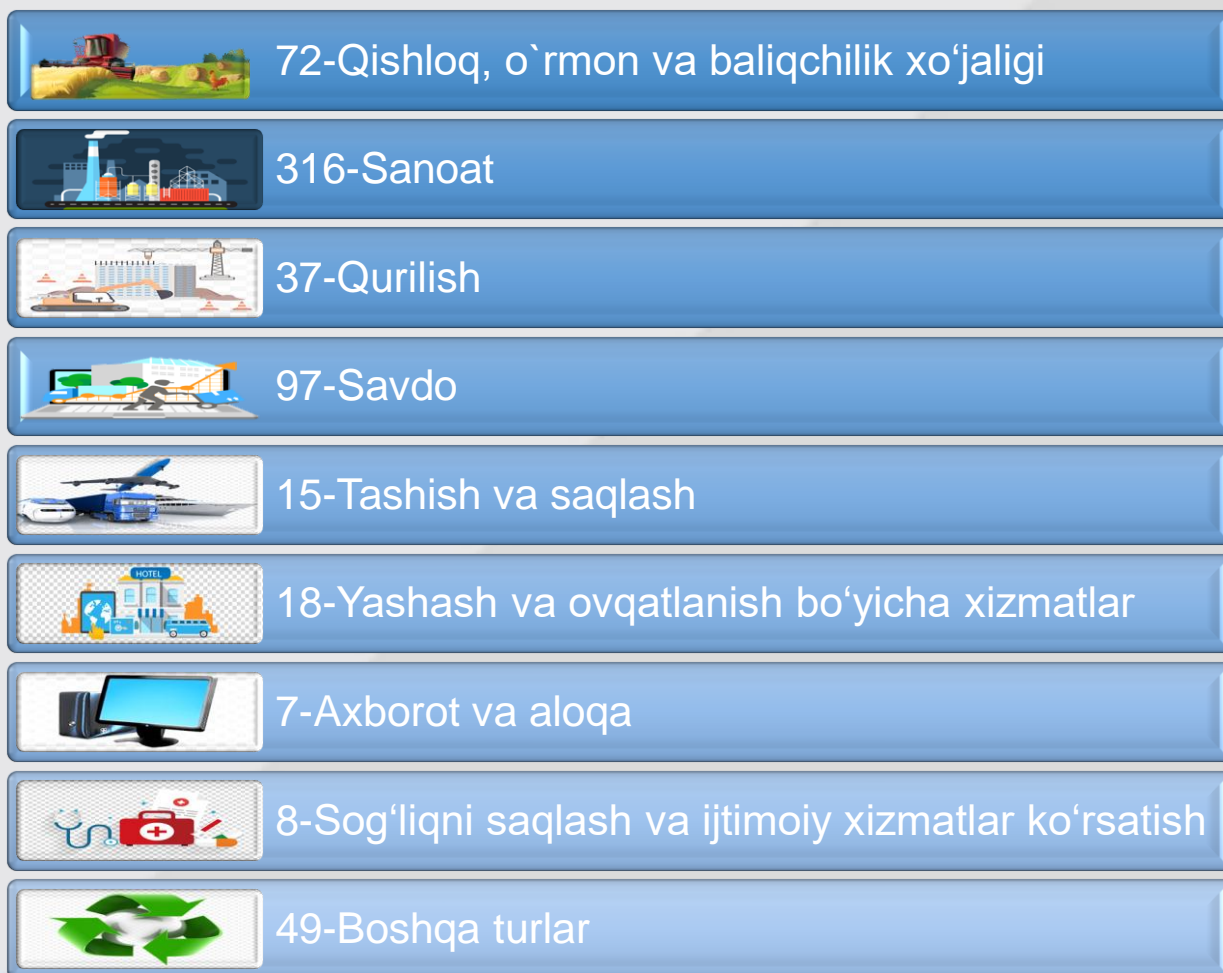 72-Qishloq, o`rmon va baliqchilik xo‘jaligi
316-Sanoat
37-Qurilish
97-Savdo
15-Tashish va saqlash
HOTEL
18-Yashash va ovqatlanish bo‘yicha xizmatlar
7-Axborot va aloqa
8-Sog‘liqni saqlash va ijtimoiy xizmatlar ko‘rsatish
49-Boshqa turlar